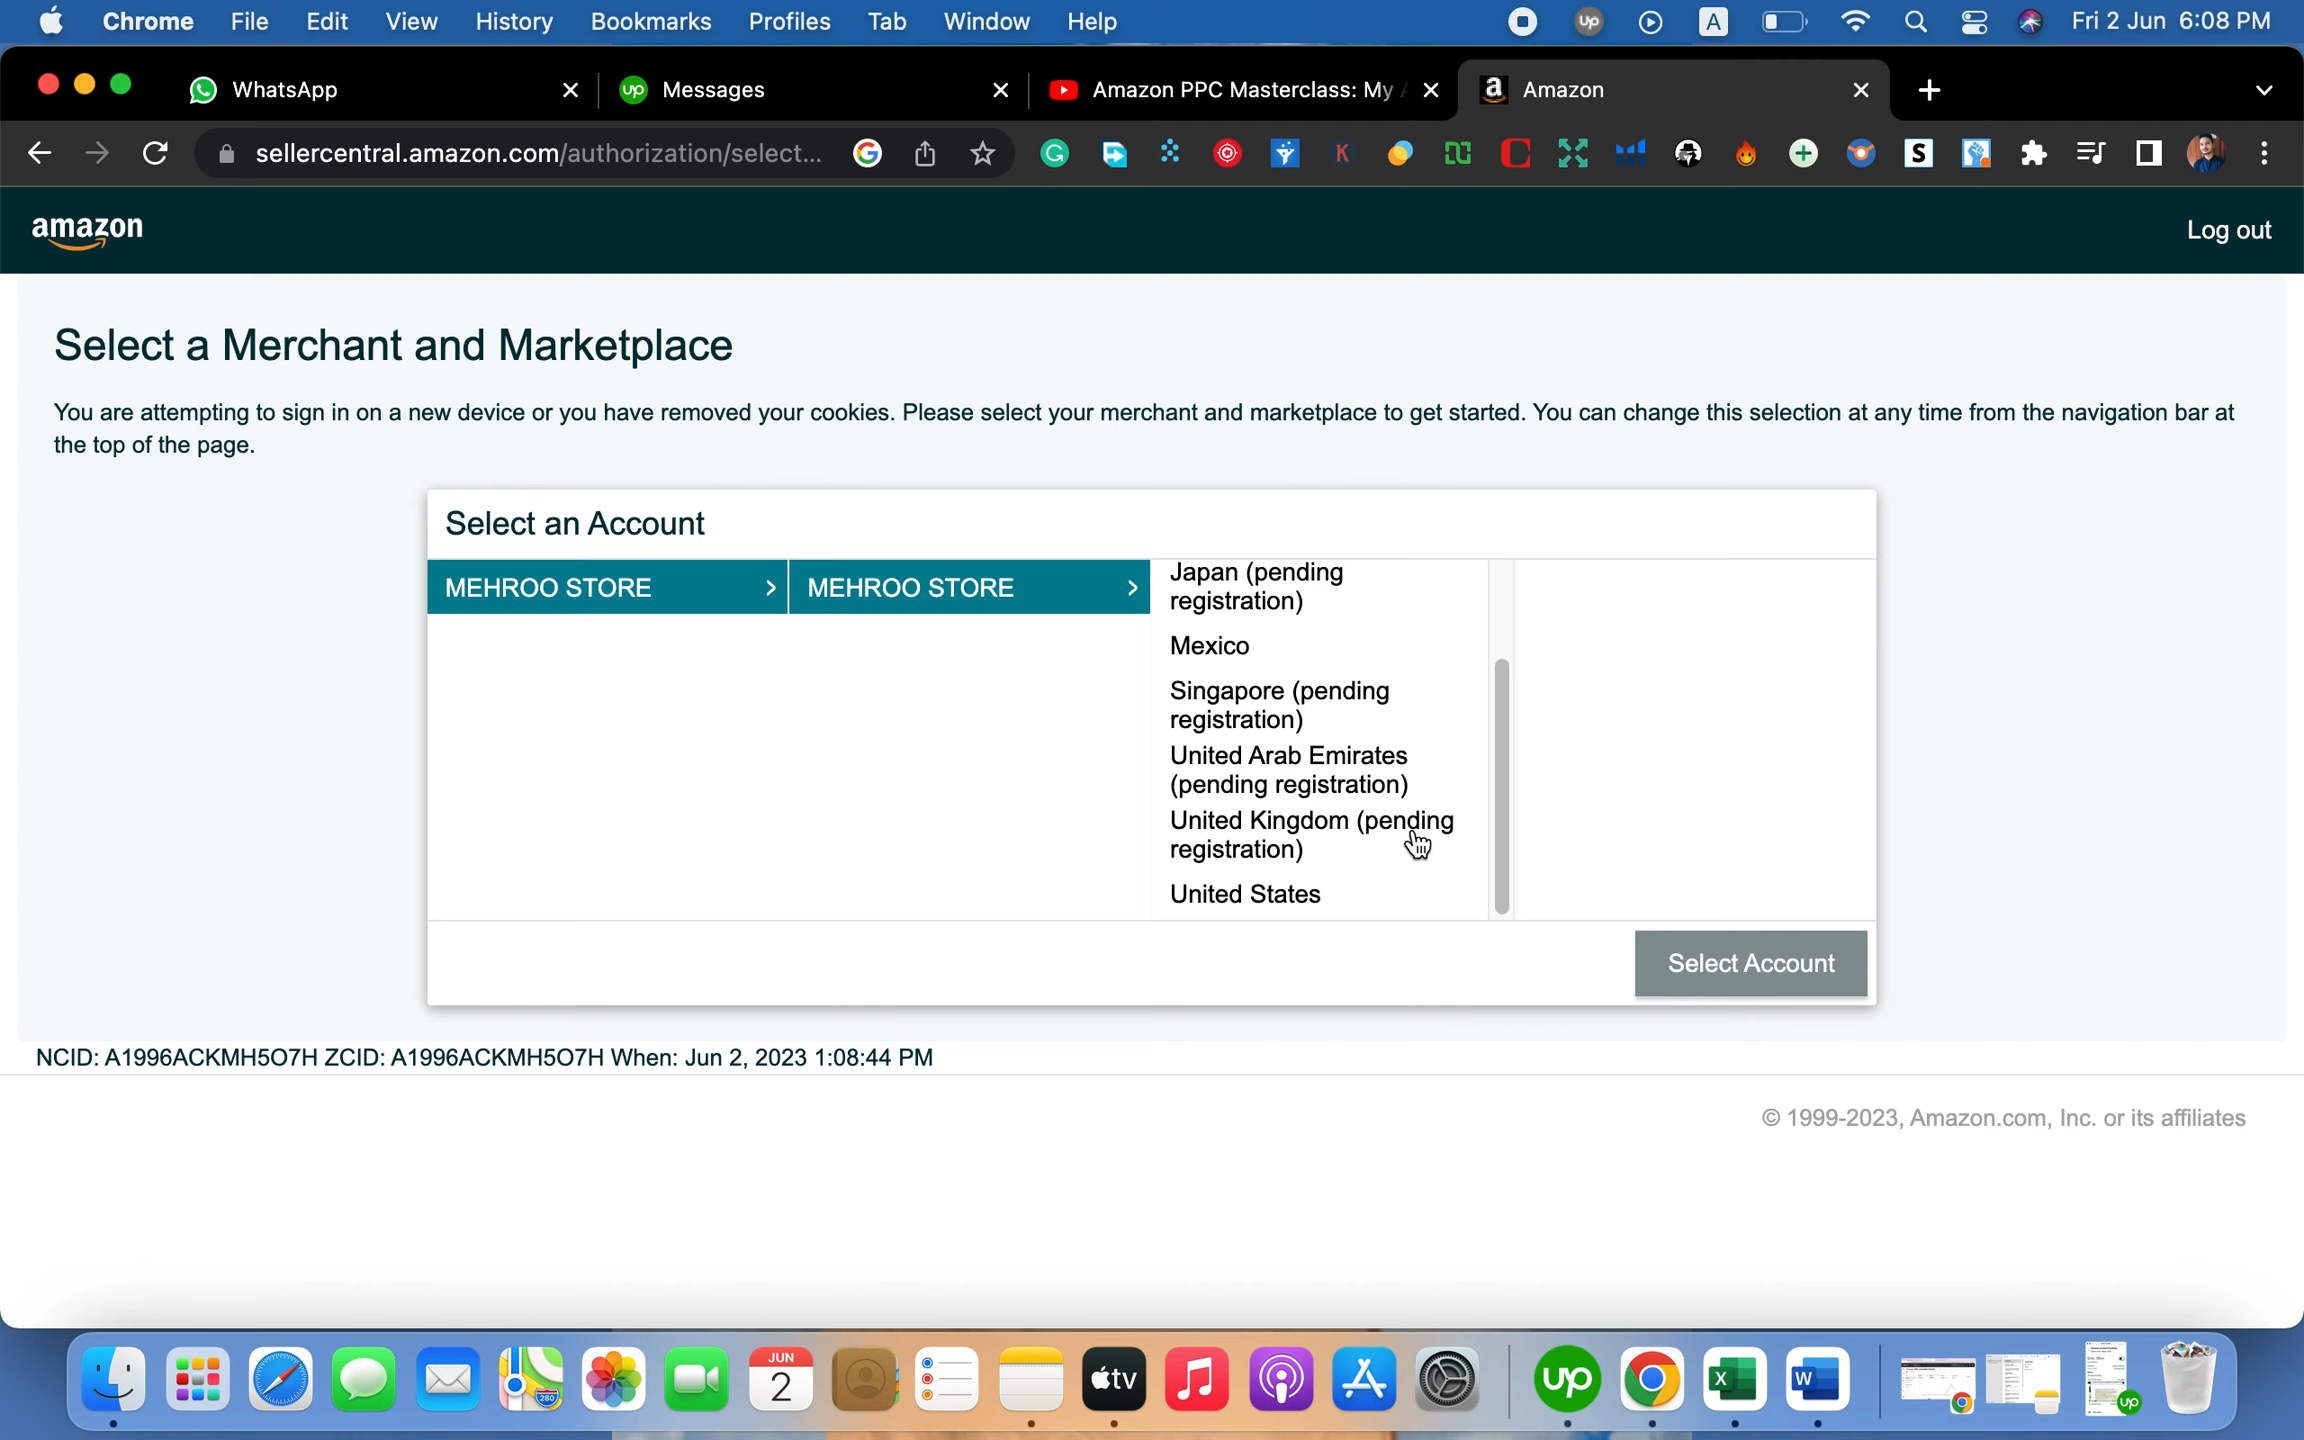 Chrome File Edit View History Bookmarks Profiles Tab Window Help up A Fri 2 Jun 6:08 PM
WhatsApp up Messages Amazon PPC Masterclass: My a Amazon
sellercentral.amazon.com/authorization/select...
amazon Log out
Select a Merchant and Marketplace
You are attempting to sign in on a new device or you have removed your cookies. Please select your merchant and marketplace to get started. You can change this selection at any time from the navigation bar at
the top of the page.
Select an Account
MEHROO STORE MEHROO STORE
Japan (pending
registration)
Mexico
Singapore (pending
registration)
United Arab Emirates
(pending registration)
United Kingdom (pending
registration)
United States
Select Account
NCID: A1996ACKMH5O7H ZCID: A1996ACKMH5O7H When: Jun 2, 2023 1:08:44 PM
© 1999-2023, Amazon.com, Inc. or its affiliates
JUN
2
280
tv
up
X
W
up